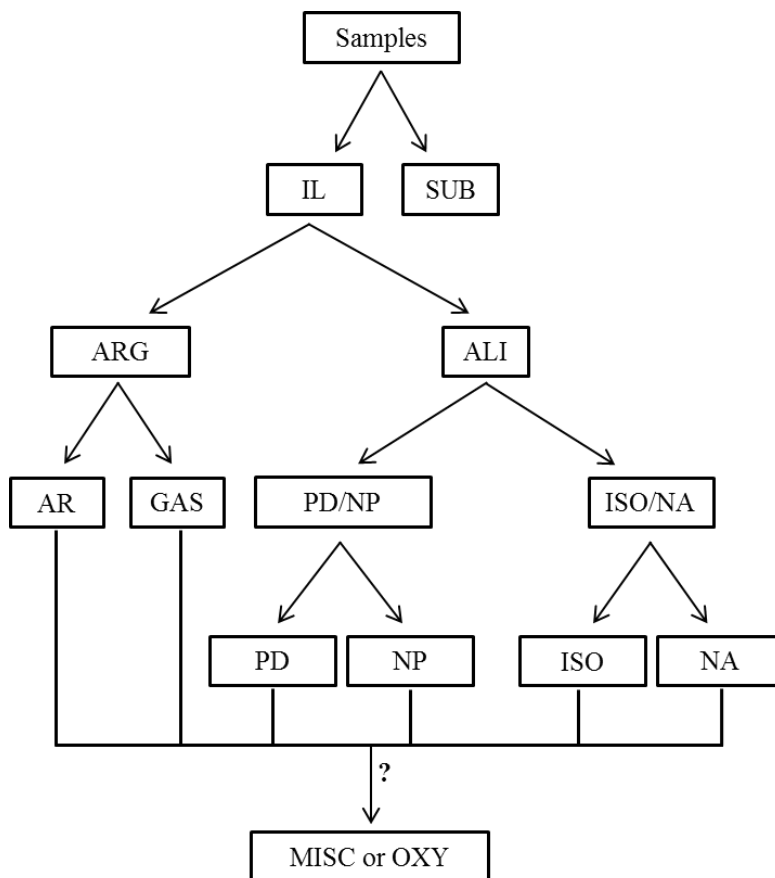 Samples
IL
SUB
ARG
ALI
AR
GAS
PD/NP
ISO/NA
PD
NP
ISO
NA
?
MISC or OXY